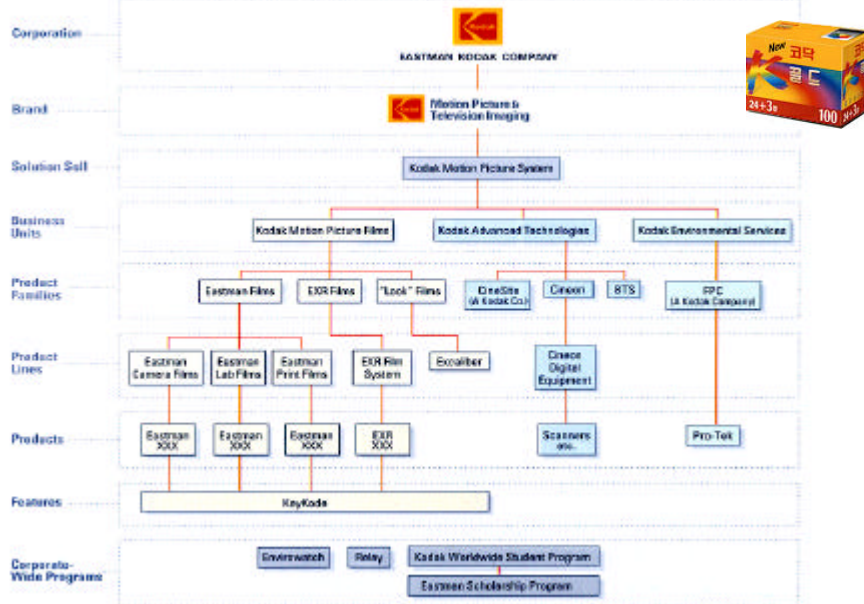 Corporation
Kodak
EASTMAN KODAK COMPANY
New 코닥
골드
24+3
100
24+3
Brand
Kodak
Motion Picture &
Television Imaging
Solution Sell
Kodak Motion Picture System
Business
Units
Kodak Motion Picture Films
Kodak Advanced Technologies
Kodak Environmental Services
Product
Families
Eastman Films
EXR Films
"Look" Films
CineSite
(A Kodak Co.)
Cineon
BTS
FPC
(A Kodak Company)
Product
Lines
Eastman
Camera Films
Eastman
Lab Films
Eastman
Print Films
EXR Film
System
Excaliber
Cineon
Digital
Equipment
Products
Eastman
XXX
Eastman
XXX
Eastman
XXX
EXR
XXX
Scanners
etc.
Pro-Tek
Features
KeyKode
Corporate-
Wide Programs
Envirowatch
Relay
Kodak Worldwide Student Program
Eastman Scholarship Program